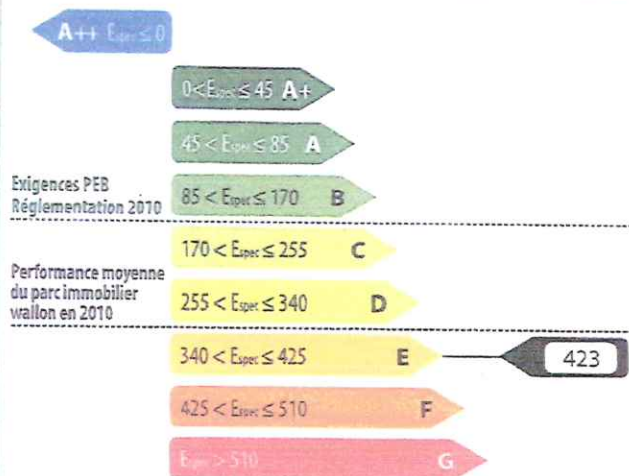 A++ Espec ≤ 0
0 < Espec ≤ 45 A+
45 < Espec ≤ 85 A
Exigences PEB
Réglementation 2010
85 < Espec ≤ 170 B
170 < Espec ≤ 255 C
Performance moyenne
du parc immobilier
wallon en 2010
255 < Espec ≤ 340 D
340 < Espec ≤ 425 E
423
425 < Espec ≤ 510 F
Espec > 510 G